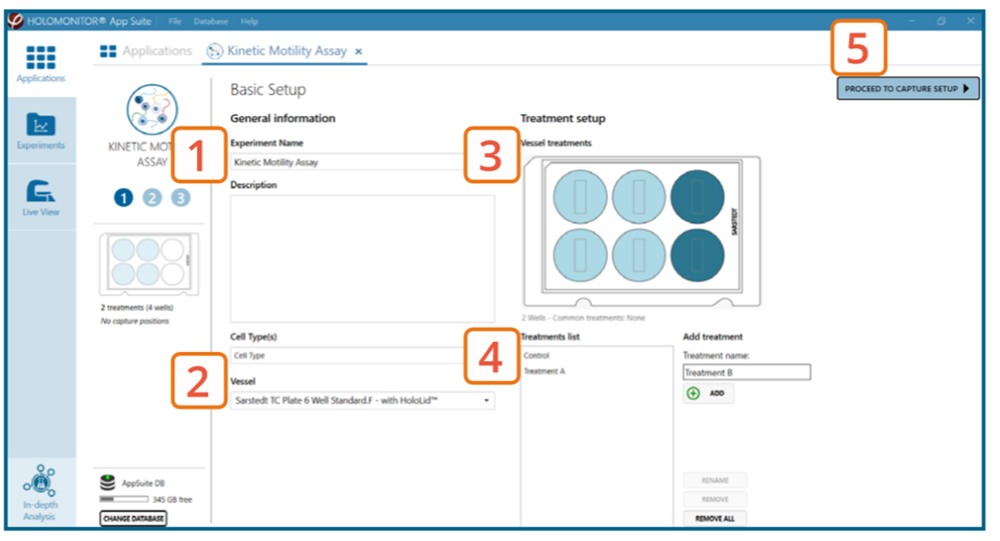 HOLOMONITOR® App Suite File Database Help
5
Applications Kinetic Motility Assay ×
Applications
PROCEED TO CAPTURE SETUP
Basic Setup
General information
Treatment setup
Experiments
KINETIC MOT
ASSAY
1
Experiment Name
Kinetic Motility Assay
3
Vessel treatments
Description
1 2 3
Live View
SARSTEDT
2 treatments (4 wells)
No capture positions
2 Wells - Common treatments: None
Cell Type(s)
Cell Type
4
Treatments list
Control
Treatment A
Add treatment
Treatment name:
Treatment B
ADD
2
Vessel
Sarstedt TC Plate 6 Well Standard.F - with HoloLid™
AppSuite DB
345 GB free
CHANGE DATABASE
In-depth
Analysis
RENAME
REMOVE
REMOVE ALL